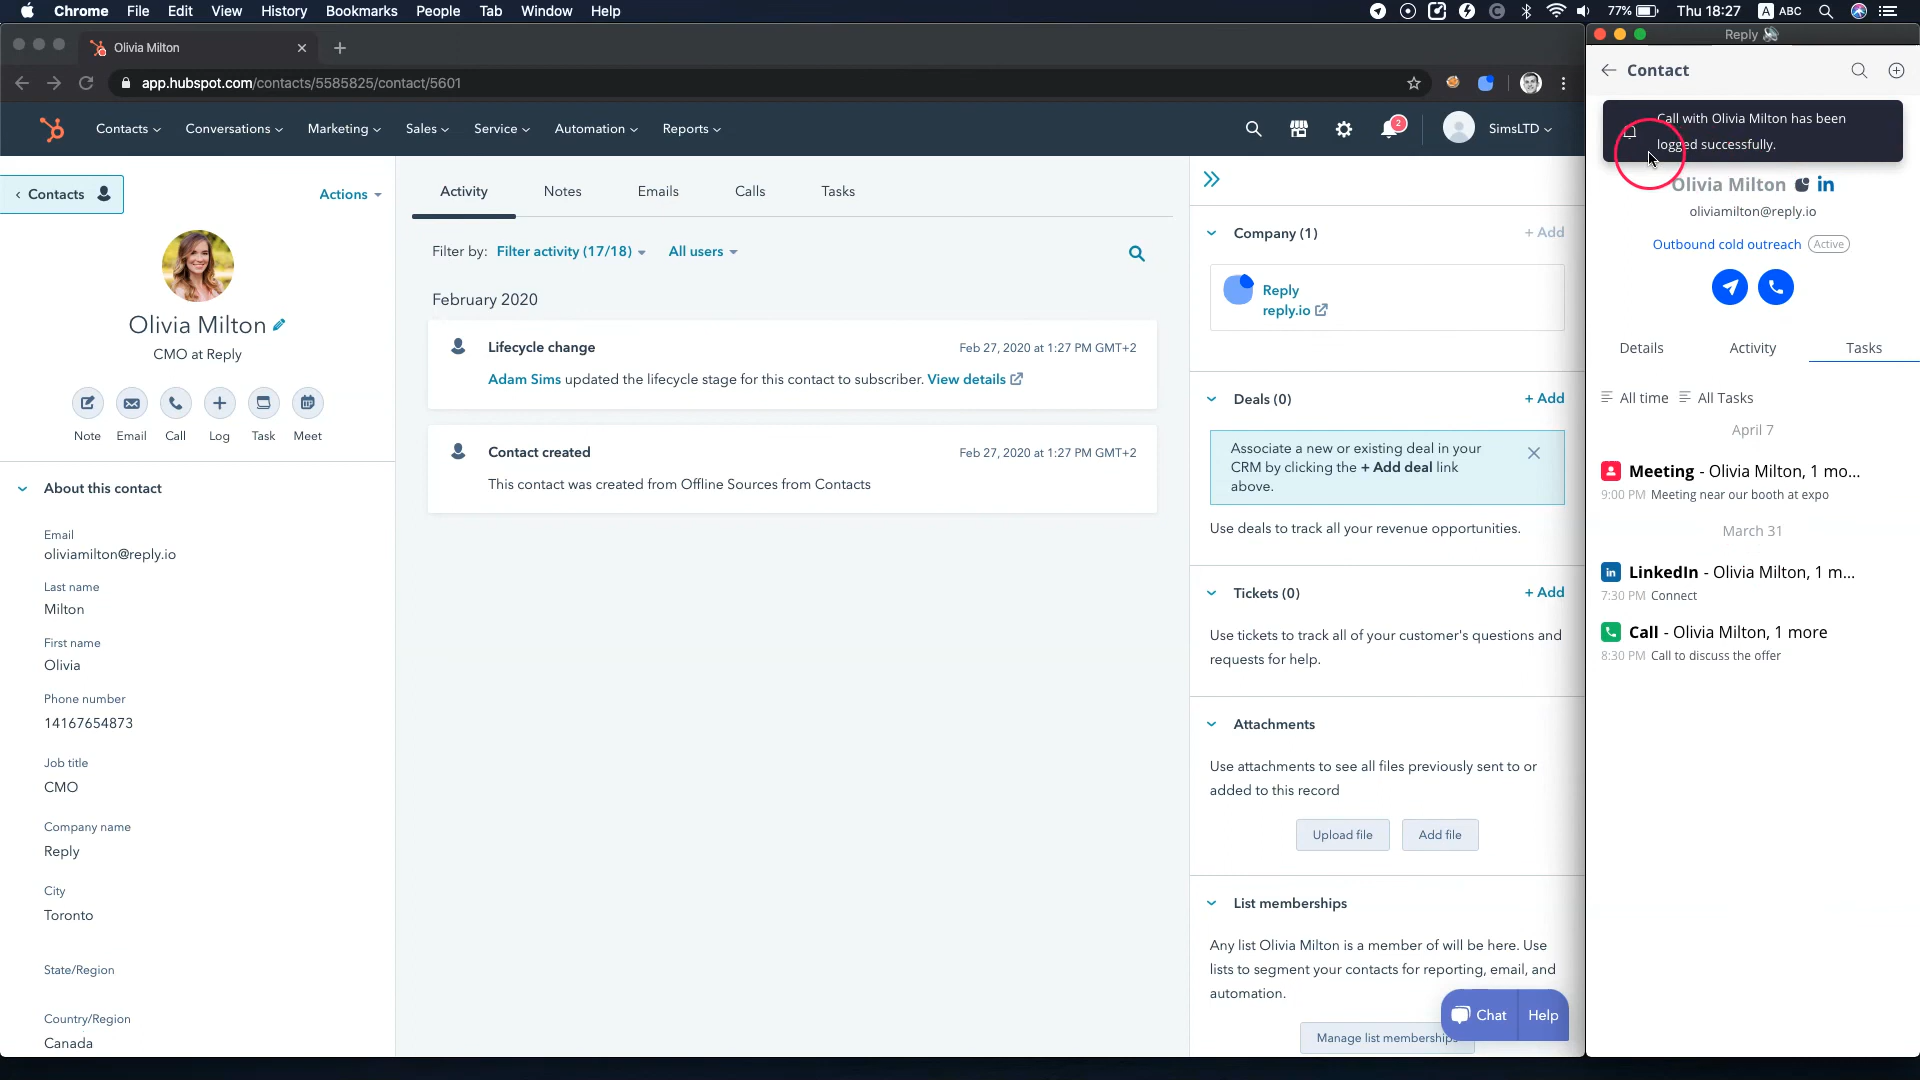 Chrome File Edit View History Bookmarks People Tab Window Help
77% Thu 18:27 A ABC
Olivia Milton
app.hubspot.com/contacts/5585825/contact/5601
Contacts Conversations Marketing Sales Service Automation Reports
2
SimsLTD
Contacts
Actions
Olivia Milton
CMO at Reply
Note Email Call Log Task Meet
About this contact
Email
oliviamilton@reply.io
Last name
Milton
First name
Olivia
Phone number
14167654873
Job title
CMO
Company name
Reply
City
Toronto
State/Region
Country/Region
Canada
Activity Notes Emails Calls Tasks
Filter by: Filter activity (17/18) All users
February 2020
Lifecycle change Feb 27, 2020 at 1:27 PM GMT+2
Adam Sims updated the lifecycle stage for this contact to subscriber. View details
Contact created Feb 27, 2020 at 1:27 PM GMT+2
This contact was created from Offline Sources from Contacts
Company (1) + Add
Reply
reply.io
Deals (0) + Add
Associate a new or existing deal in your
CRM by clicking the + Add deal link
above.
Use deals to track all your revenue opportunities.
Tickets (0) + Add
Use tickets to track all of your customer's questions and
requests for help.
Attachments
Use attachments to see all files previously sent to or
added to this record
Upload file Add file
List memberships
Any list Olivia Milton is a member of will be here. Use
lists to segment your contacts for reporting, email, and
automation.
Manage list memberships
Chat Help
Reply
Contact
Call with Olivia Milton has been
logged successfully.
Olivia Milton in
oliviamilton@reply.io
Outbound cold outreach Active
Details Activity Tasks
All time All Tasks
April 7
Meeting - Olivia Milton, 1 mo...
9:00 PM Meeting near our booth at expo
March 31
in LinkedIn - Olivia Milton, 1 m...
7:30 PM Connect
Call - Olivia Milton, 1 more
8:30 PM Call to discuss the offer